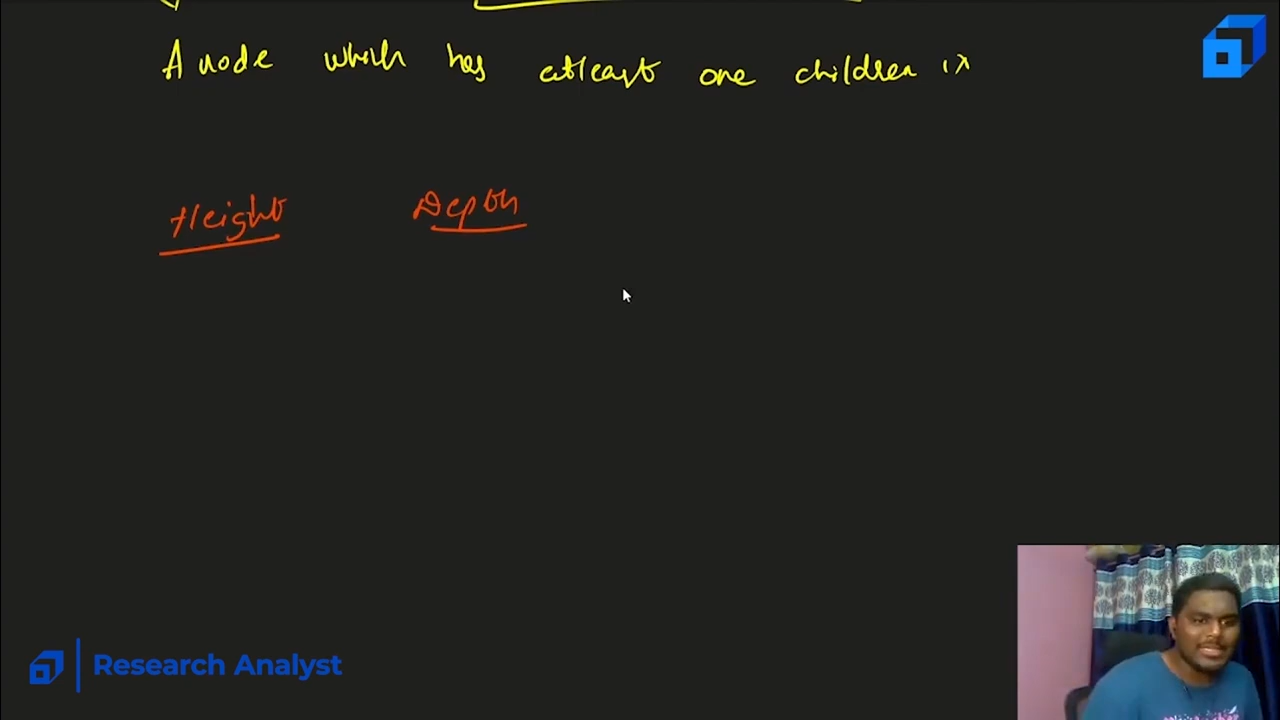 A node which has atleast one children is
Height Depth
Research Analyst